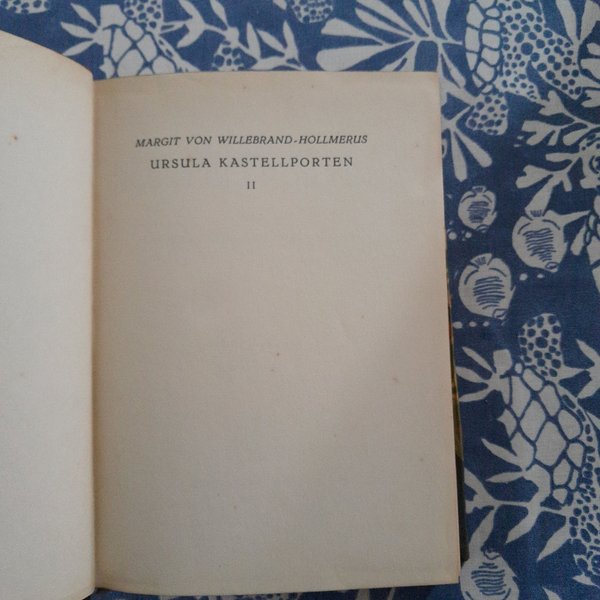 MARGIT VON WILLEBRAND-HOLLMERUS
URSULA KASTELLPORTEN
II